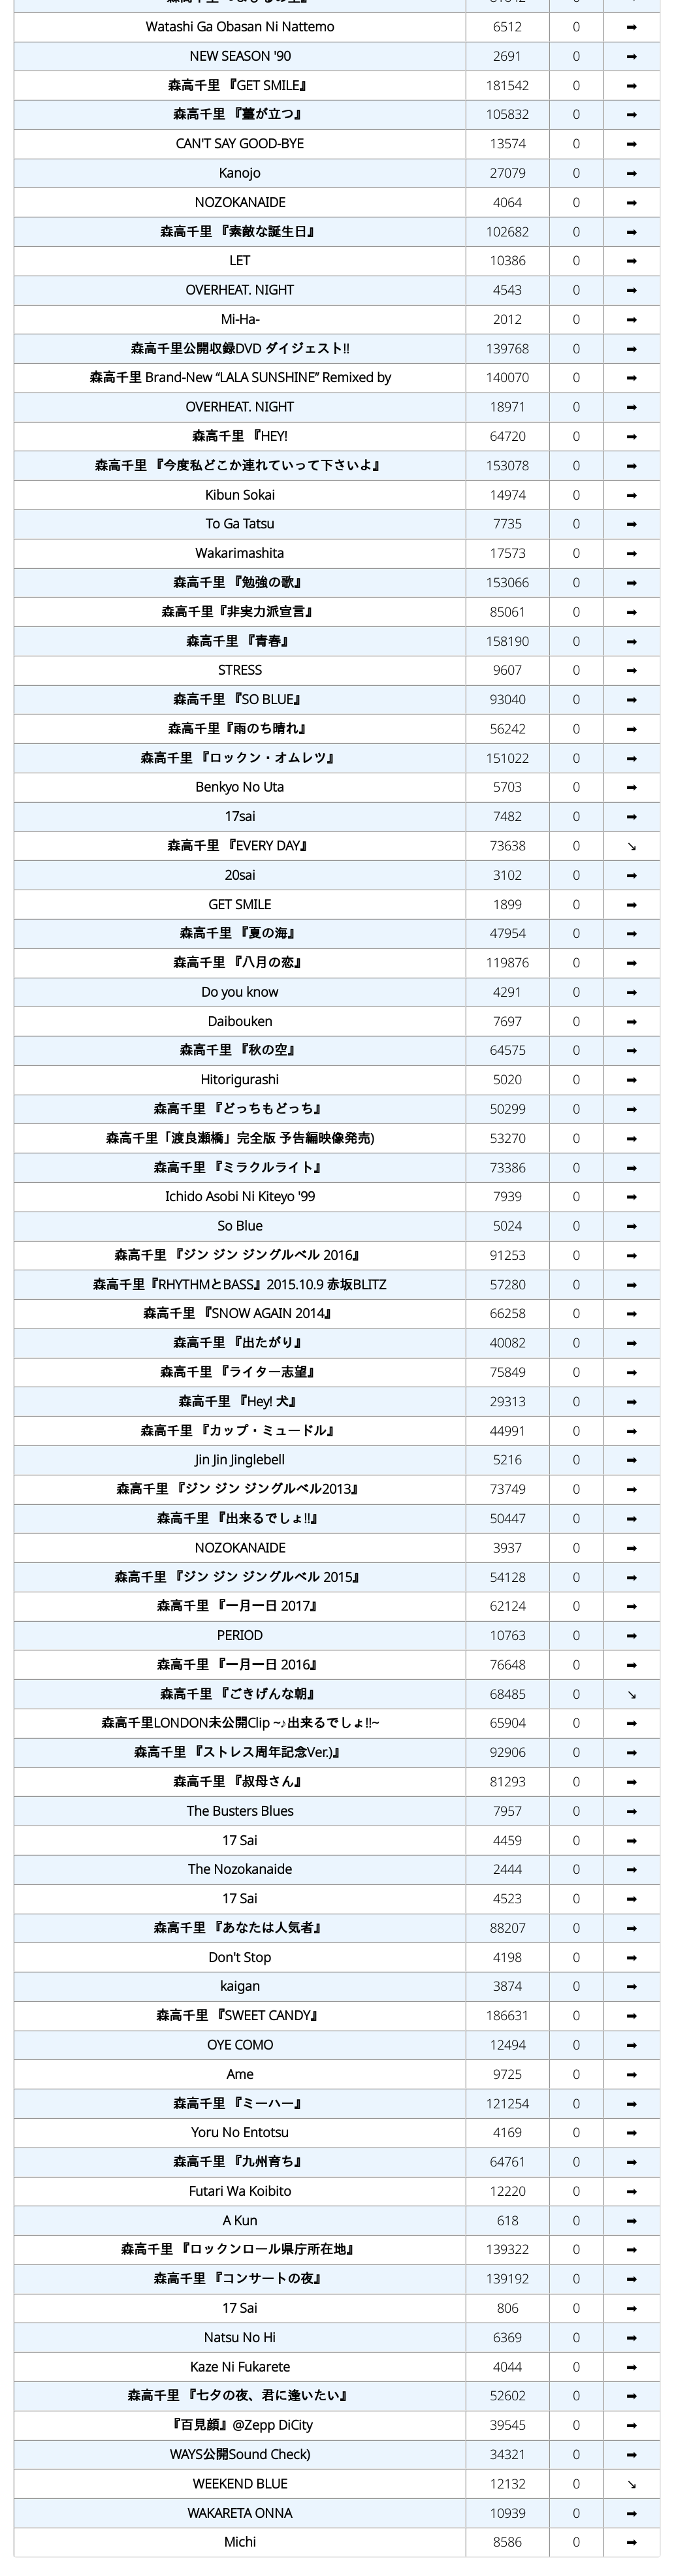 Watashi Ga Obasan Ni Nattemo 6512 0 ➡
NEW SEASON '90 2691 0 ➡
森高千里 『GET SMILE』 181542 0 ➡
森高千里 『薹が立つ』 105832 0 ➡
CAN'T SAY GOOD-BYE 13574 0 ➡
Kanojo 27079 0 ➡
NOZOKANAIDE 4064 0 ➡
森高千里 『素敵な誕生日』 102682 0 ➡
LET 10386 0 ➡
OVERHEAT. NIGHT 4543 0 ➡
Mi-Ha- 2012 0 ➡
森高千里公開収録DVD ダイジェスト!! 139768 0 ➡
森高千里 Brand-New “LALA SUNSHINE” Remixed by 140070 0 ➡
OVERHEAT. NIGHT 18971 0 ➡
森高千里 『HEY! 64720 0 ➡
森高千里 『今度私どこか連れていって下さいよ』 153078 0 ➡
Kibun Sokai 14974 0 ➡
To Ga Tatsu 7735 0 ➡
Wakarimashita 17573 0 ➡
森高千里 『勉強の歌』 153066 0 ➡
森高千里『非実力派宣言』 85061 0 ➡
森高千里 『青春』 158190 0 ➡
STRESS 9607 0 ➡
森高千里 『SO BLUE』 93040 0 ➡
森高千里『雨のち晴れ』 56242 0 ➡
森高千里 『ロックン・オムレツ』 151022 0 ➡
Benkyo No Uta 5703 0 ➡
17sai 7482 0 ➡
森高千里 『EVERY DAY』 73638 0 ↘
20sai 3102 0 ➡
GET SMILE 1899 0 ➡
森高千里 『夏の海』 47954 0 ➡
森高千里 『八月の恋』 119876 0 ➡
Do you know 4291 0 ➡
Daibouken 7697 0 ➡
森高千里 『秋の空』 64575 0 ➡
Hitorigurashi 5020 0 ➡
森高千里 『どっちもどっち』 50299 0 ➡
森高千里「渡良瀬橋」完全版 予告編映像発売) 53270 0 ➡
森高千里 『ミラクルライト』 73386 0 ➡
Ichido Asobi Ni Kiteyo '99 7939 0 ➡
So Blue 5024 0 ➡
森高千里 『ジン ジン ジングルベル 2016』 91253 0 ➡
森高千里『RHYTHMとBASS』2015.10.9 赤坂BLITZ 57280 0 ➡
森高千里 『SNOW AGAIN 2014』 66258 0 ➡
森高千里 『出たがり』 40082 0 ➡
森高千里 『ライター志望』 75849 0 ➡
森高千里 『Hey! 犬』 29313 0 ➡
森高千里 『カップ・ミュードル』 44991 0 ➡
Jin Jin Jinglebell 5216 0 ➡
森高千里 『ジン ジン ジングルベル2013』 73749 0 ➡
森高千里 『出来るでしょ!!』 50447 0 ➡
NOZOKANAIDE 3937 0 ➡
森高千里 『ジン ジン ジングルベル 2015』 54128 0 ➡
森高千里 『一月一日 2017』 62124 0 ➡
PERIOD 10763 0 ➡
森高千里 『一月一日 2016』 76648 0 ➡
森高千里 『ごきげんな朝』 68485 0 ↘
森高千里LONDON未公開Clip ~♪出来るでしょ!!~ 65904 0 ➡
森高千里 『ストレス周年記念Ver.)』 92906 0 ➡
森高千里 『叔母さん』 81293 0 ➡
The Busters Blues 7957 0 ➡
17 Sai 4459 0 ➡
The Nozokanaide 2444 0 ➡
17 Sai 4523 0 ➡
森高千里 『あなたは人気者』 88207 0 ➡
Don't Stop 4198 0 ➡
kaigan 3874 0 ➡
森高千里 『SWEET CANDY』 186631 0 ➡
OYE COMO 12494 0 ➡
Ame 9725 0 ➡
森高千里 『ミーハー』 121254 0 ➡
Yoru No Entotsu 4169 0 ➡
森高千里 『九州育ち』 64761 0 ➡
Futari Wa Koibito 12220 0 ➡
A Kun 618 0 ➡
森高千里 『ロックンロール県庁所在地』 139322 0 ➡
森高千里 『コンサートの夜』 139192 0 ➡
17 Sai 806 0 ➡
Natsu No Hi 6369 0 ➡
Kaze Ni Fukarete 4044 0 ➡
森高千里 『七夕の夜、君に逢いたい』 52602 0 ➡
『百見顔』@Zepp DiCity 39545 0 ➡
WAYS公開Sound Check) 34321 0 ➡
WEEKEND BLUE 12132 0 ↘
WAKARETA ONNA 10939 0 ➡
Michi 8586 0 ➡